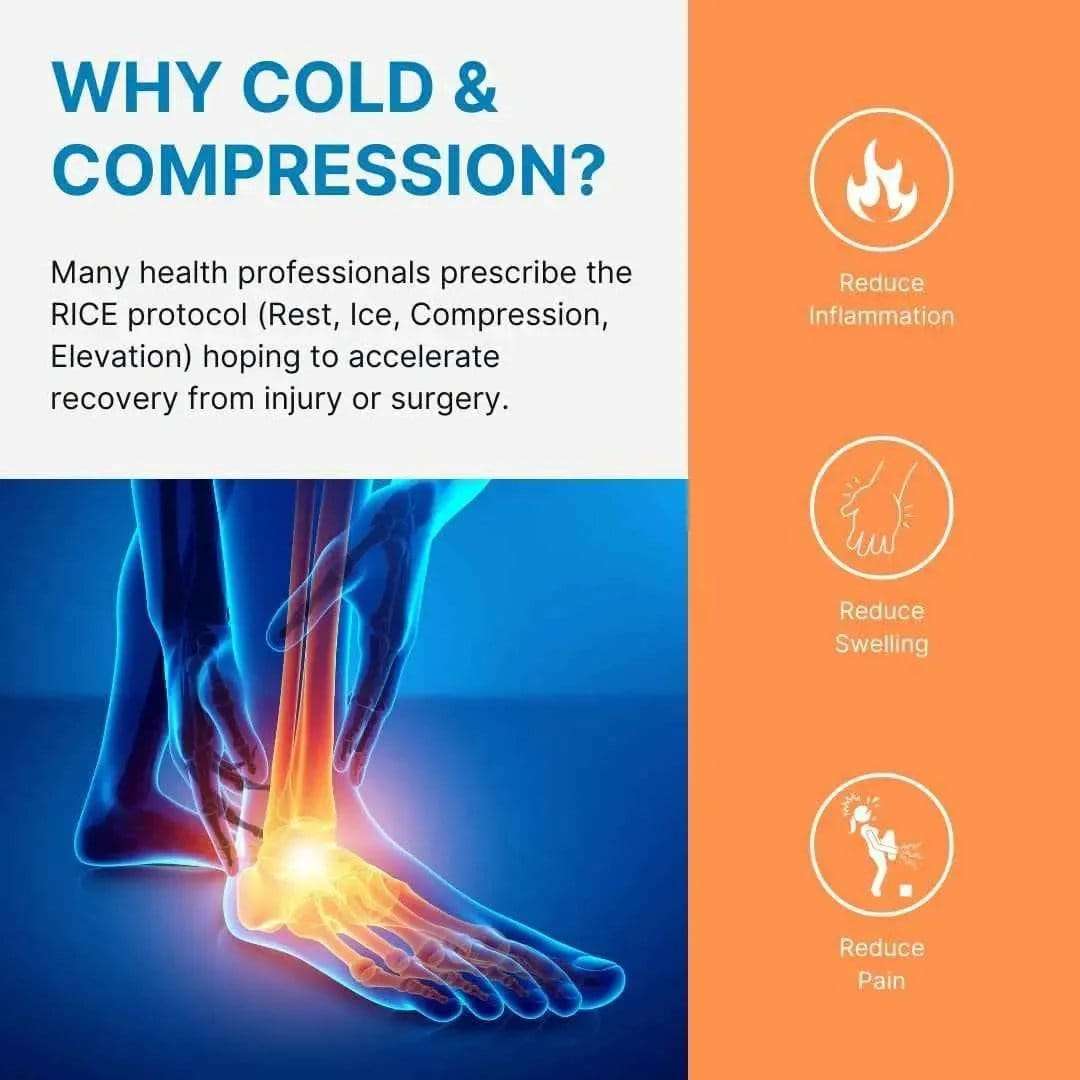 WHY COLD &
COMPRESSION?
Many health professionals prescribe the
RICE protocol (Rest, Ice, Compression,
Elevation) hoping to accelerate
recovery from injury or surgery.
Reduce
Inflammation
Reduce
Swelling
Reduce
Pain